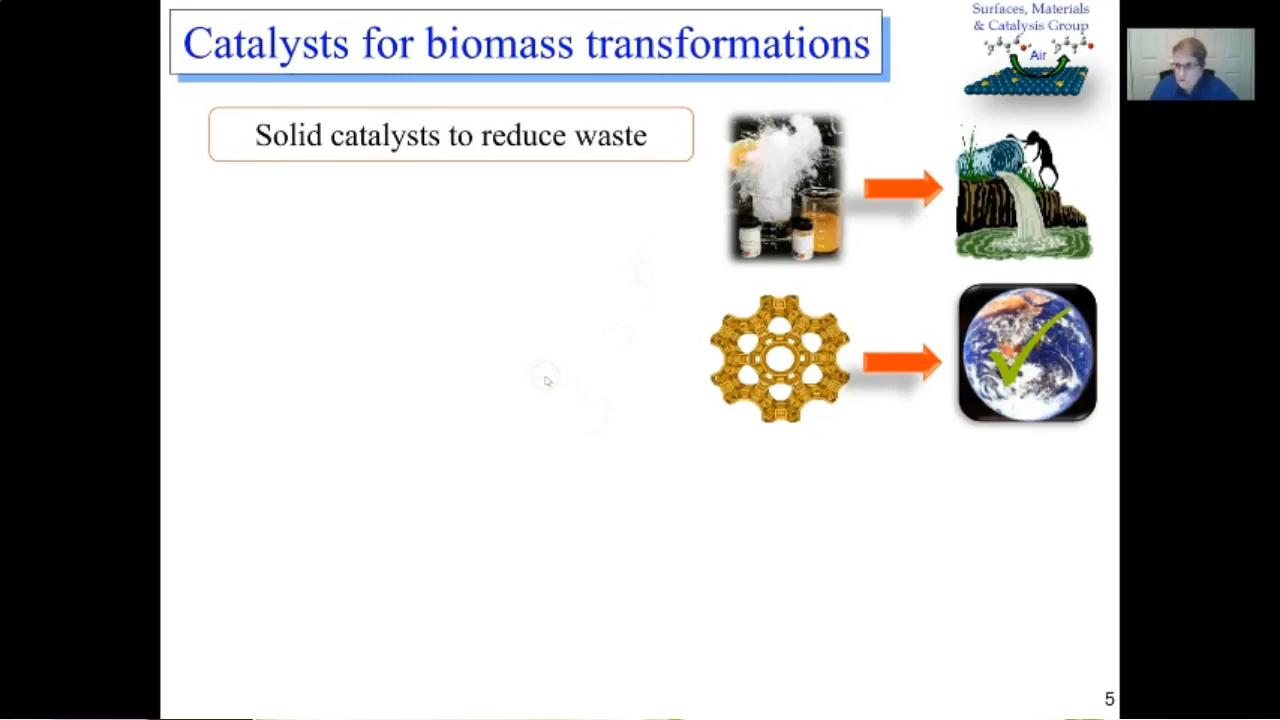 Catalysts for biomass transformations
Surfaces, Materials
& Catalysis Group
Air
Solid catalysts to reduce waste
5